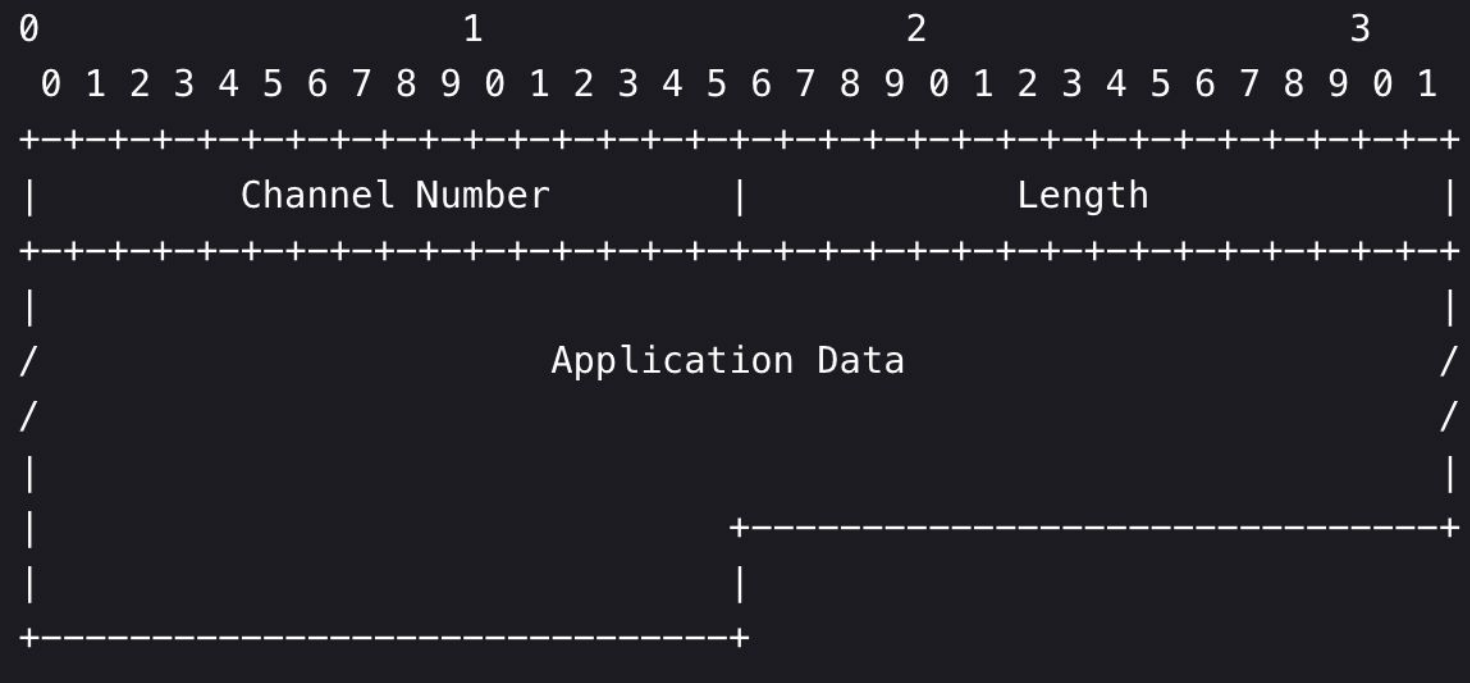 0                   1                   2                   3
 0 1 2 3 4 5 6 7 8 9 0 1 2 3 4 5 6 7 8 9 0 1 2 3 4 5 6 7 8 9 0 1
+-+-+-+-+-+-+-+-+-+-+-+-+-+-+-+-+-+-+-+-+-+-+-+-+-+-+-+-+-+-+-+-+
|         Channel Number        |            Length             |
+-+-+-+-+-+-+-+-+-+-+-+-+-+-+-+-+-+-+-+-+-+-+-+-+-+-+-+-+-+-+-+-+
|                                                               |
/                       Application Data                        /
/                                                               /
|                                                               |
|                               +-------------------------------+
|                               |
+-------------------------------+